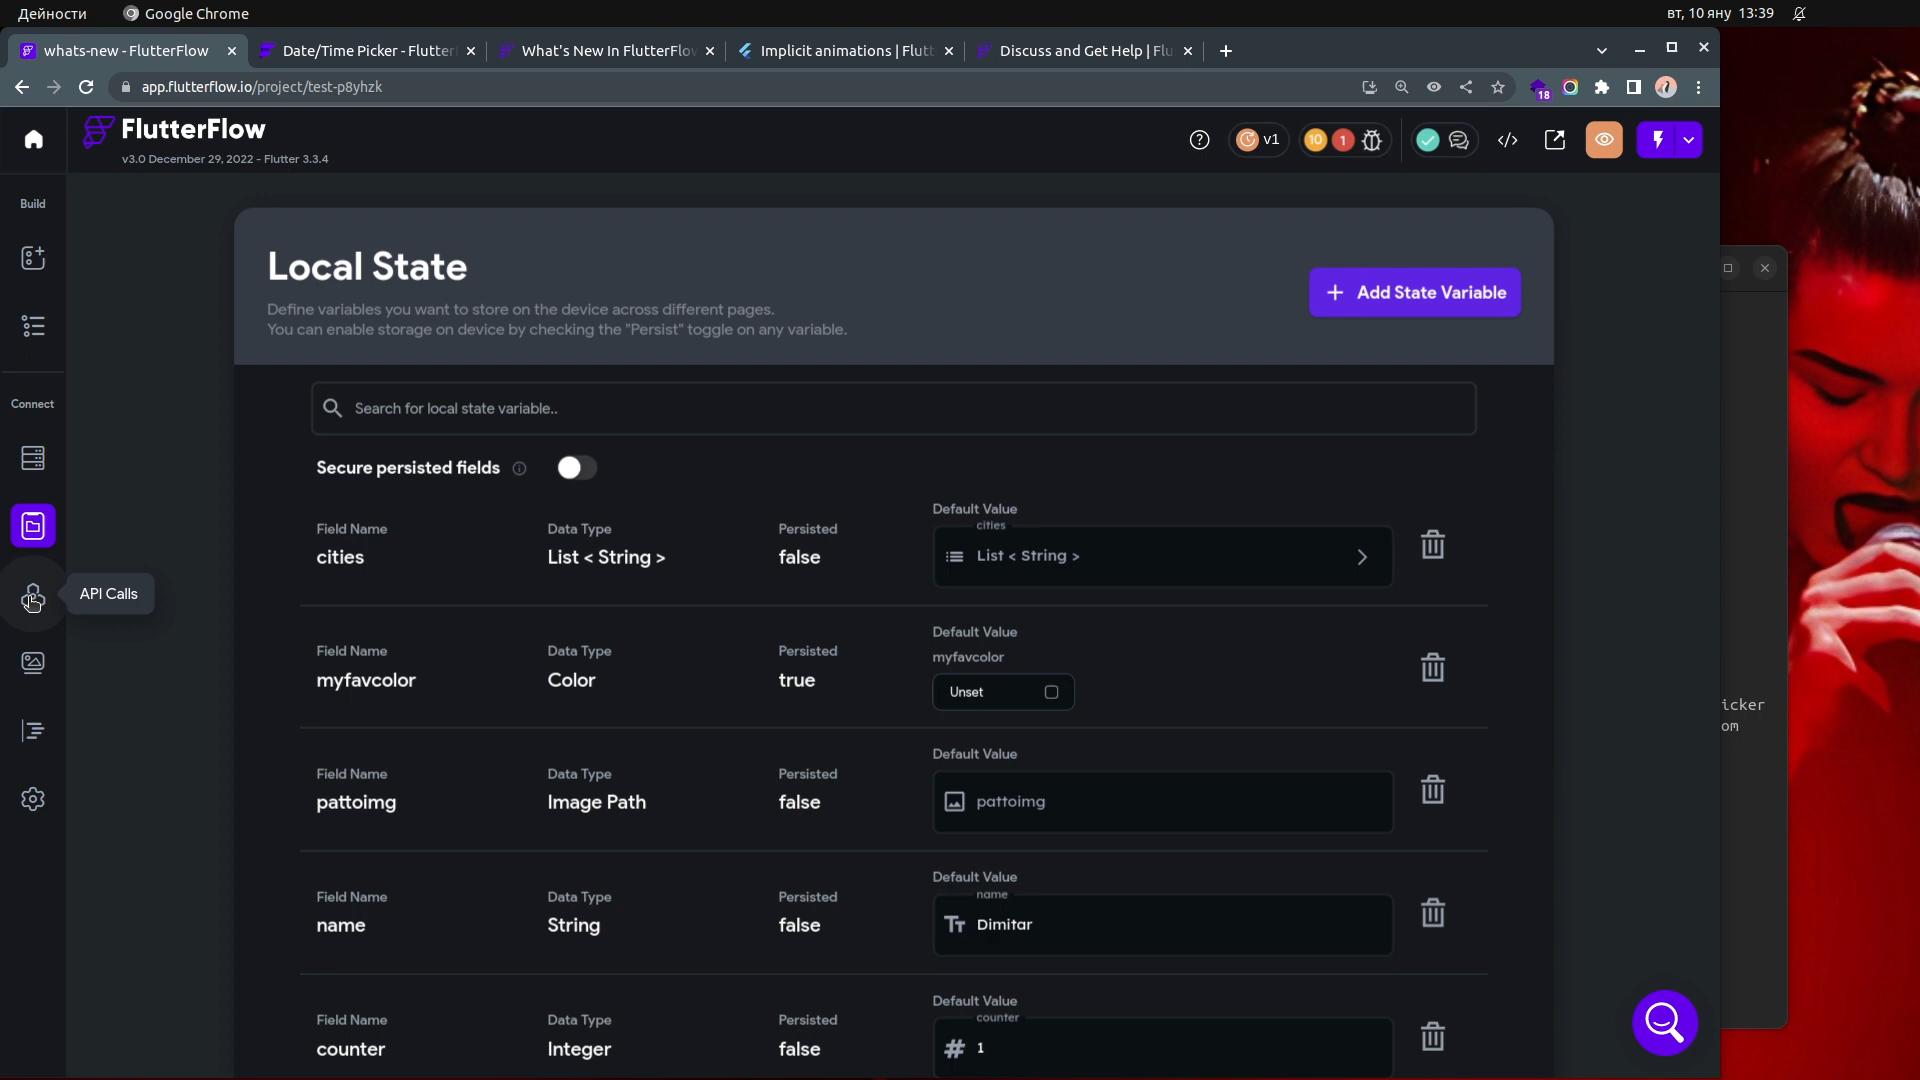 Дейности
Google Chrome
вт, 10 яну 13:39
whats-new - FlutterFlow
Date/Time Picker - Flutter
What's New In FlutterFlow
Implicit animations | Flutt
Discuss and Get Help | Flu
app.flutterflow.io/project/test-p8yhzk
18
FlutterFlow
v3.0 December 29, 2022 - Flutter 3.3.4
v1
10
1
Build
Connect
API Calls
Local State
Define variables you want to store on the device across different pages.
You can enable storage on device by checking the "Persist" toggle on any variable.
Add State Variable
Search for local state variable..
Secure persisted fields
Field Name
Data Type
Persisted
Default Value
cities
cities
List < String >
false
List < String >
Field Name
Data Type
Persisted
Default Value
myfavcolor
myfavcolor
Color
true
Unset
Field Name
Data Type
Persisted
Default Value
pattoimg
Image Path
false
pattoimg
Field Name
Data Type
Persisted
Default Value
name
name
String
false
Dimitar
Field Name
Data Type
Persisted
Default Value
counter
counter
Integer
false
1
icker
om